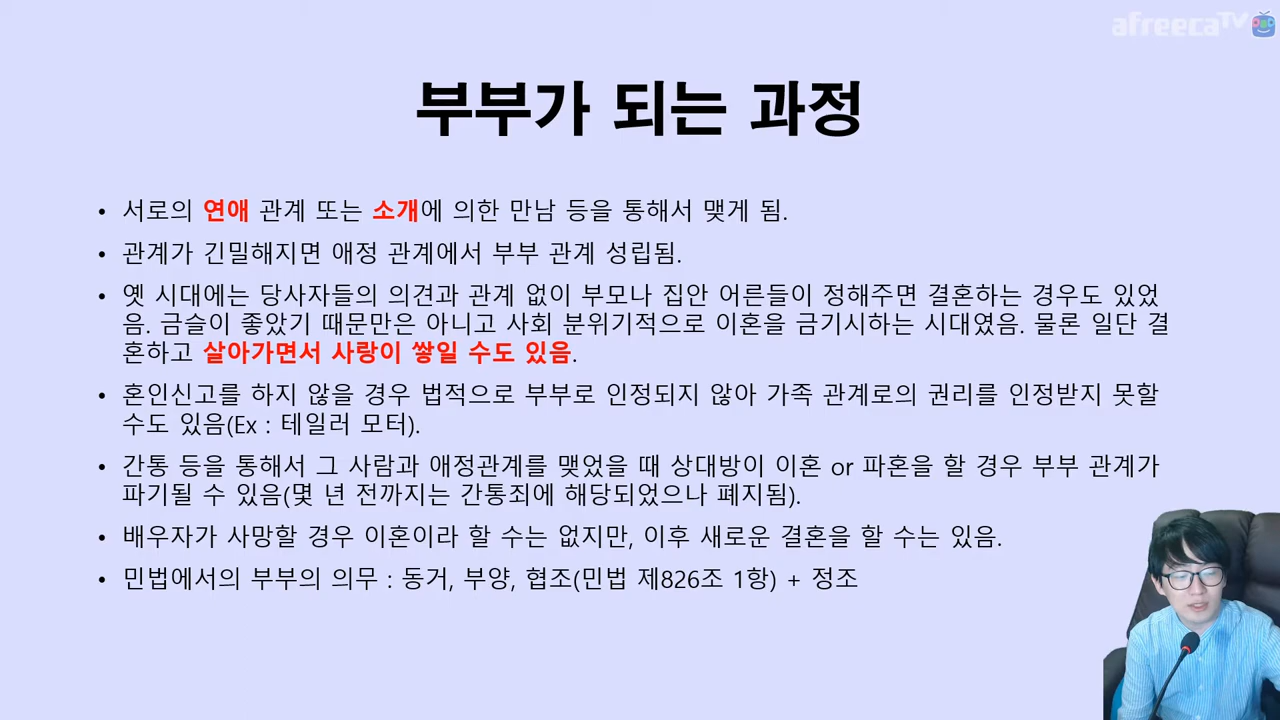 afreecaTV
부부가 되는 과정
• 서로의 연애 관계 또는 소개에 의한 만남 등을 통해서 맺게 됨.
• 관계가 긴밀해지면 애정 관계에서 부부 관계 성립됨.
• 옛 시대에는 당사자들의 의견과 관계 없이 부모나 집안 어른들이 정해주면 결혼하는 경우도 있었
음. 금슬이 좋았기 때문만은 아니고 사회 분위기적으로 이혼을 금기시하는 시대였음. 물론 일단 결
혼하고 살아가면서 사랑이 쌓일 수도 있음.
• 혼인신고를 하지 않을 경우 법적으로 부부로 인정되지 않아 가족 관계로의 권리를 인정받지 못할
수도 있음(Ex : 테일러 모터).
• 간통 등을 통해서 그 사람과 애정관계를 맺었을 때 상대방이 이혼 or 파혼을 할 경우 부부 관계가
파기될 수 있음(몇 년 전까지는 간통죄에 해당되었으나 폐지됨).
• 배우자가 사망할 경우 이혼이라 할 수는 없지만, 이후 새로운 결혼을 할 수는 있음.
• 민법에서의 부부의 의무 : 동거, 부양, 협조(민법 제826조 1항) + 정조